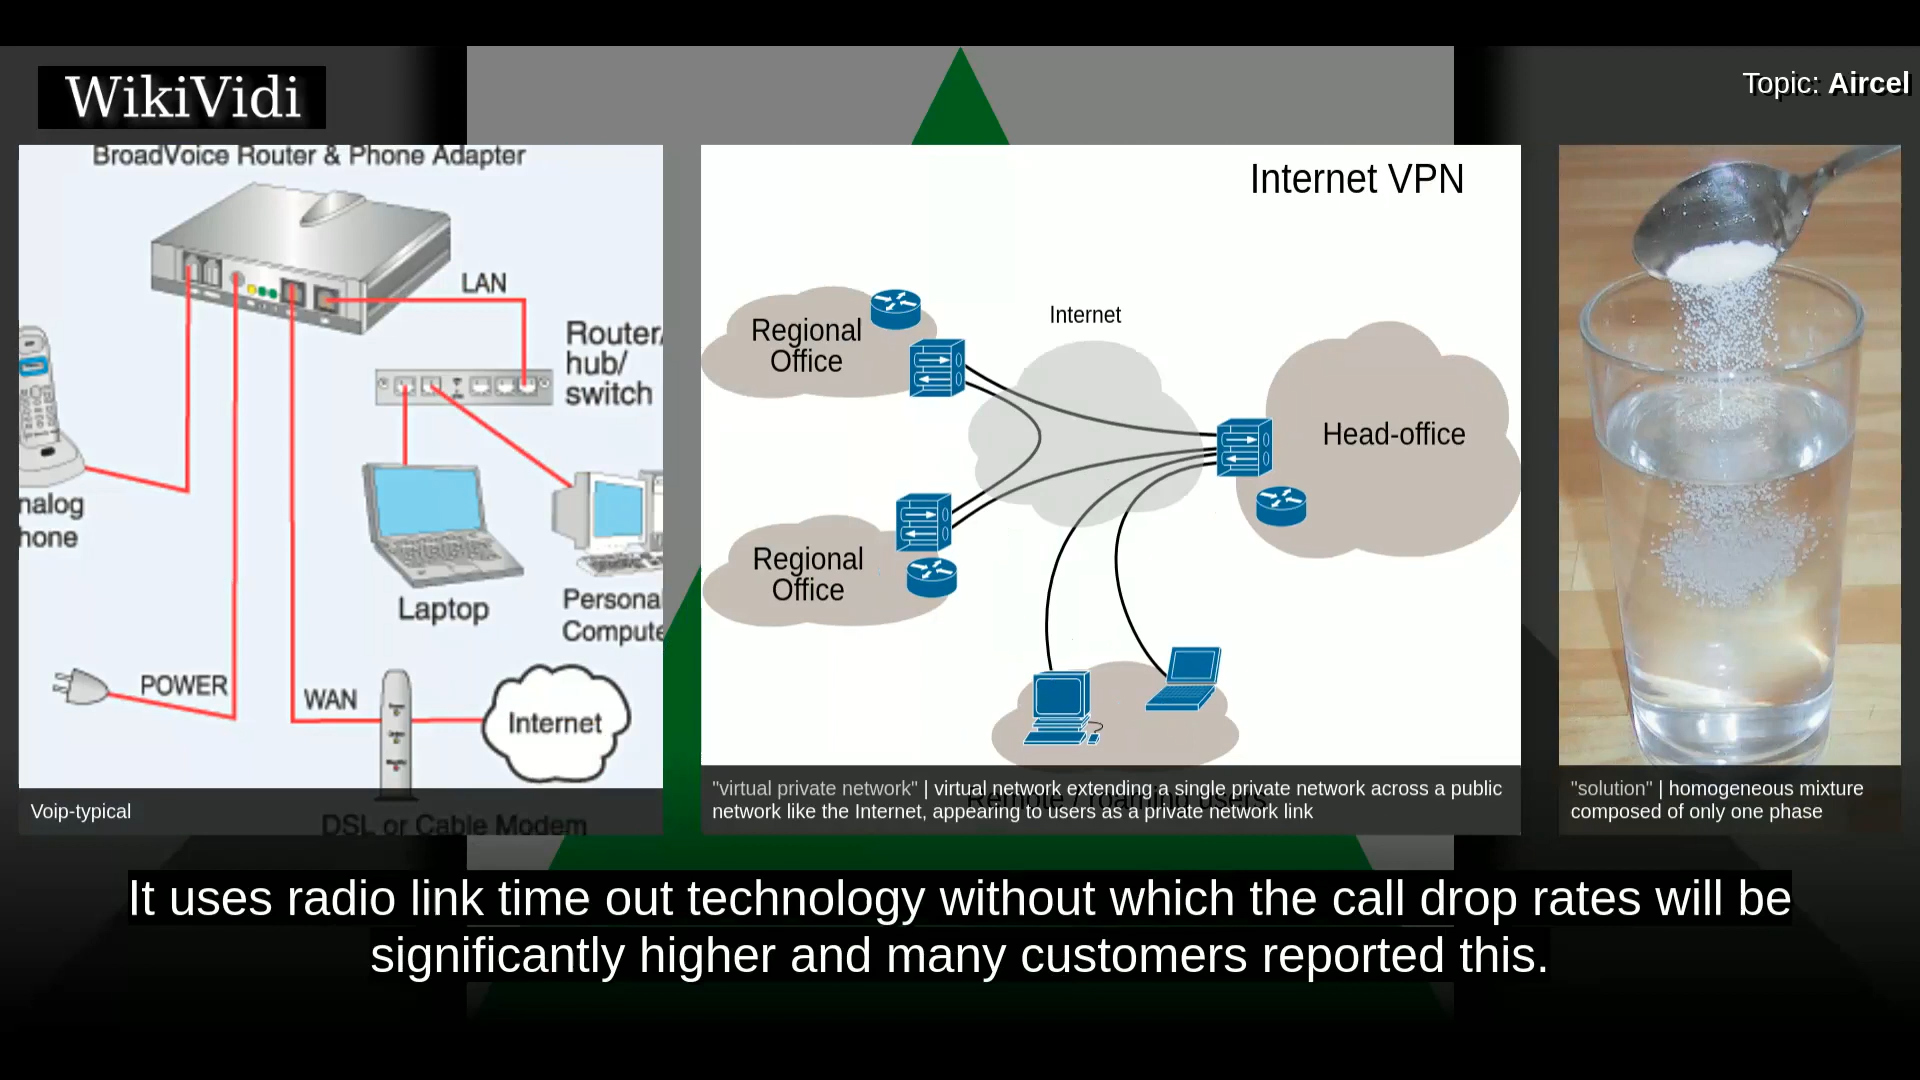 WikiVidi
Topic: Aircel
BroadVoice Router & Phone Adapter
LAN
Router/
hub/
switch
nalog
hone
Laptop
Persona
Compute
POWER
WAN
Internet
DSL or Cable Modem
Voip-typical
Internet VPN
Internet
Regional
Office
Head-office
Regional
Office
Remote / roaming users
"virtual private network" | virtual network extending a single private network across a public
network like the Internet, appearing to users as a private network link
"solution" | homogeneous mixture
composed of only one phase
It uses radio link time out technology without which the call drop rates will be
significantly higher and many customers reported this.